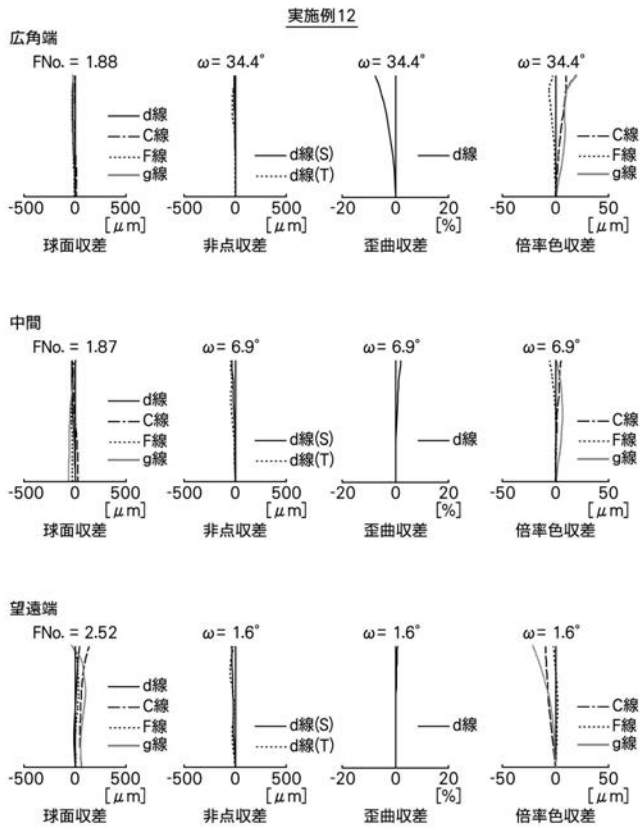 実施例12
広角端
FNo. = 1.88
d線
C線
F線
g線
-500 0 500
[μm]
球面収差
ω= 34.4°
d線(S)
d線(T)
-500 0 500
[μm]
非点収差
ω= 34.4°
d線
-20 0 20
[%]
歪曲収差
ω= 34.4°
C線
F線
g線
-50 0 50
[μm]
倍率色収差
中間
FNo. = 1.87
d線
C線
F線
g線
-500 0 500
[μm]
球面収差
ω= 6.9°
d線(S)
d線(T)
-500 0 500
[μm]
非点収差
ω= 6.9°
d線
-20 0 20
[%]
歪曲収差
ω= 6.9°
C線
F線
g線
-50 0 50
[μm]
倍率色収差
望遠端
FNo. = 2.52
d線
C線
F線
g線
-500 0 500
[μm]
球面収差
ω= 1.6°
d線(S)
d線(T)
-500 0 500
[μm]
非点収差
ω= 1.6°
d線
-20 0 20
[%]
歪曲収差
ω= 1.6°
C線
F線
g線
-50 0 50
[μm]
倍率色収差